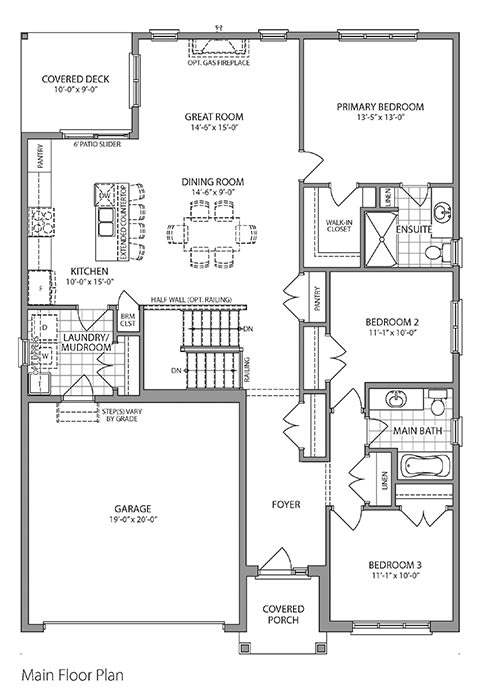 OPT. GAS FIREPLACE
COVERED DECK
10'-0" x 9'-0"
GREAT ROOM
14'-6" x 15'-0"
PRIMARY BEDROOM
13'-5" x 13'-0"
6' PATIO SLIDER
PANTRY
DINING ROOM
14'-6" x 9'-0"
DW
EXTENDED COUNTERTOP
LINEN
WALK-IN
CLOSET
ENSUITE
KITCHEN
10'-0" x 15'-0"
F
BRM
CLST
HALF WALL (OPT. RAILING)
PANTRY
BEDROOM 2
11'-1" x 10'-0"
OPT. UPPERS
D
W
LAUNDRY/
MUDROOM
DN
DN
RAILING
STEP(S) VARY
BY GRADE
MAIN BATH
LINEN
GARAGE
19'-0" x 20'-0"
FOYER
BEDROOM 3
11'-1" x 10'-0"
COVERED
PORCH
Main Floor Plan